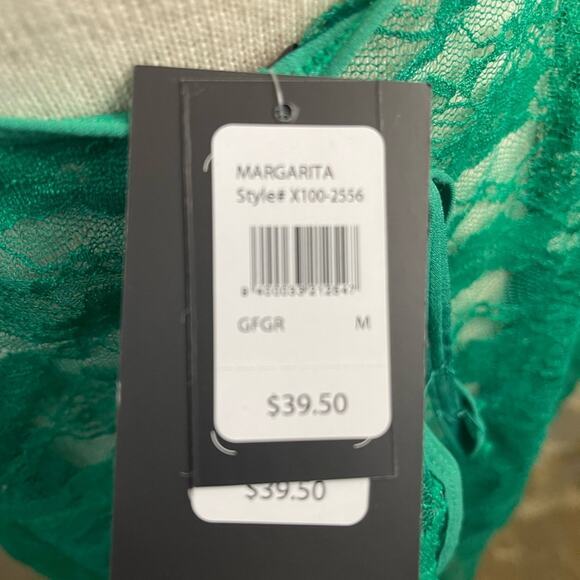 MARGARITA
Style# X100-2556
GFGR M
$39.50
$39.50